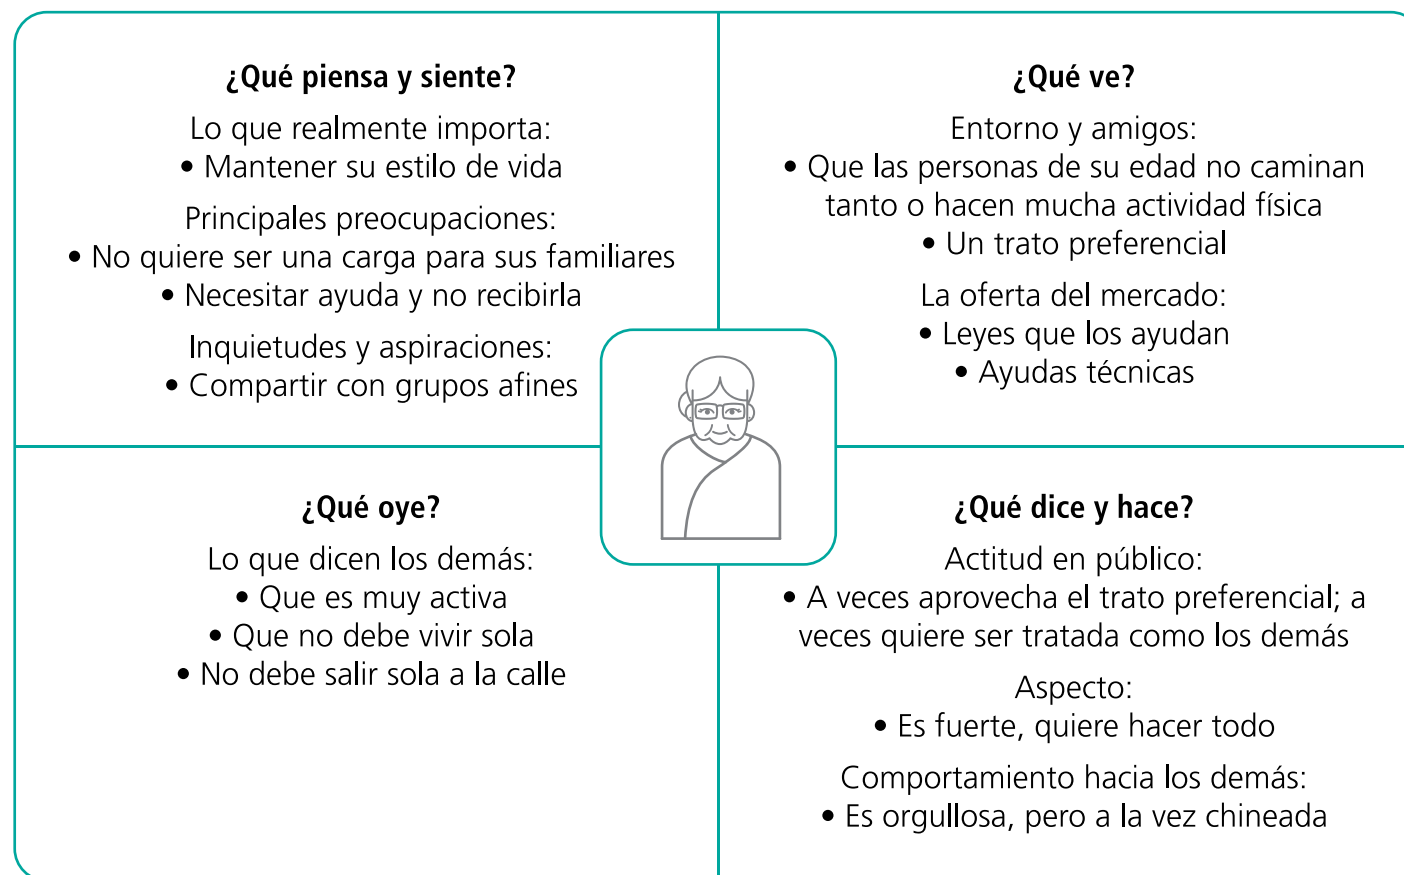 ¿Qué piensa y siente?
Lo que realmente importa:
• Mantener su estilo de vida
Principales preocupaciones:
• No quiere ser una carga para sus familiares
• Necesitar ayuda y no recibirla
Inquietudes y aspiraciones:
• Compartir con grupos afines
¿Qué ve?
Entorno y amigos:
• Que las personas de su edad no caminan
tanto o hacen mucha actividad física
• Un trato preferencial
La oferta del mercado:
• Leyes que los ayudan
• Ayudas técnicas
¿Qué oye?
Lo que dicen los demás:
• Que es muy activa
• Que no debe vivir sola
• No debe salir sola a la calle
¿Qué dice y hace?
Actitud en público:
• A veces aprovecha el trato preferencial; a
veces quiere ser tratada como los demás
Aspecto:
• Es fuerte, quiere hacer todo
Comportamiento hacia los demás:
• Es orgullosa, pero a la vez chineada